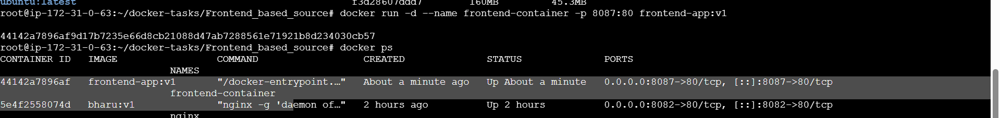 ubuntu:latest f3d28607ddd7 160MB 45.3MB
root@ip-172-31-0-63:~/docker-tasks/Frontend_based_source# docker run -d --name frontend-container -p 8087:80 frontend-app:v1
44142a7896af9d17b7235e66d8cb21088d47ab7288561e71921b8d234030cb57
root@ip-172-31-0-63:~/docker-tasks/Frontend_based_source# docker ps
CONTAINER ID IMAGE COMMAND CREATED STATUS PORTS
NAMES
44142a7896af frontend-app:v1 "/docker-entrypoint.…" About a minute ago Up About a minute 0.0.0.0:8087->80/tcp, [::]:8087->80/tcp
frontend-container
5e4f2558074d bharu:v1 "nginx -g 'daemon of…" 2 hours ago Up 2 hours 0.0.0.0:8082->80/tcp, [::]:8082->80/tcp
nginx